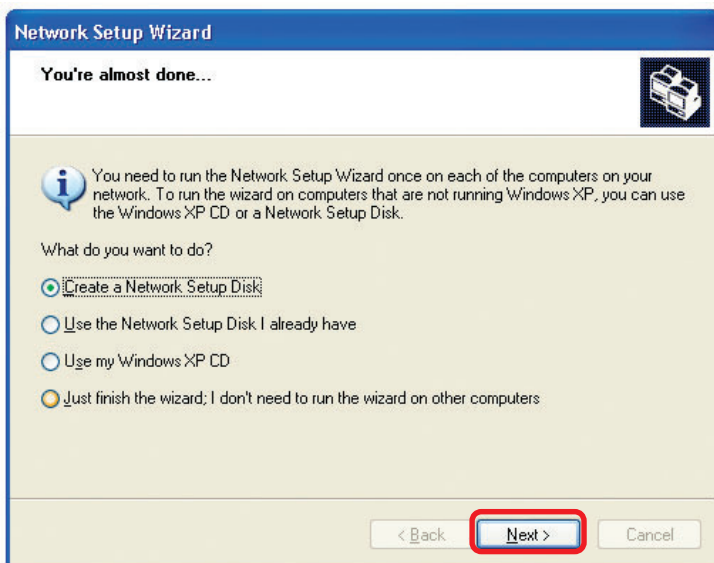 Network Setup Wizard
You're almost done...
You need to run the Network Setup Wizard once on each of the computers on your
network. To run the wizard on computers that are not running Windows XP, you can use
the Windows XP CD or a Network Setup Disk.
What do you want to do?
Create a Network Setup Disk
Use the Network Setup Disk I already have
Use my Windows XP CD
Just finish the wizard; I don't need to run the wizard on other computers
< Back
Next >
Cancel